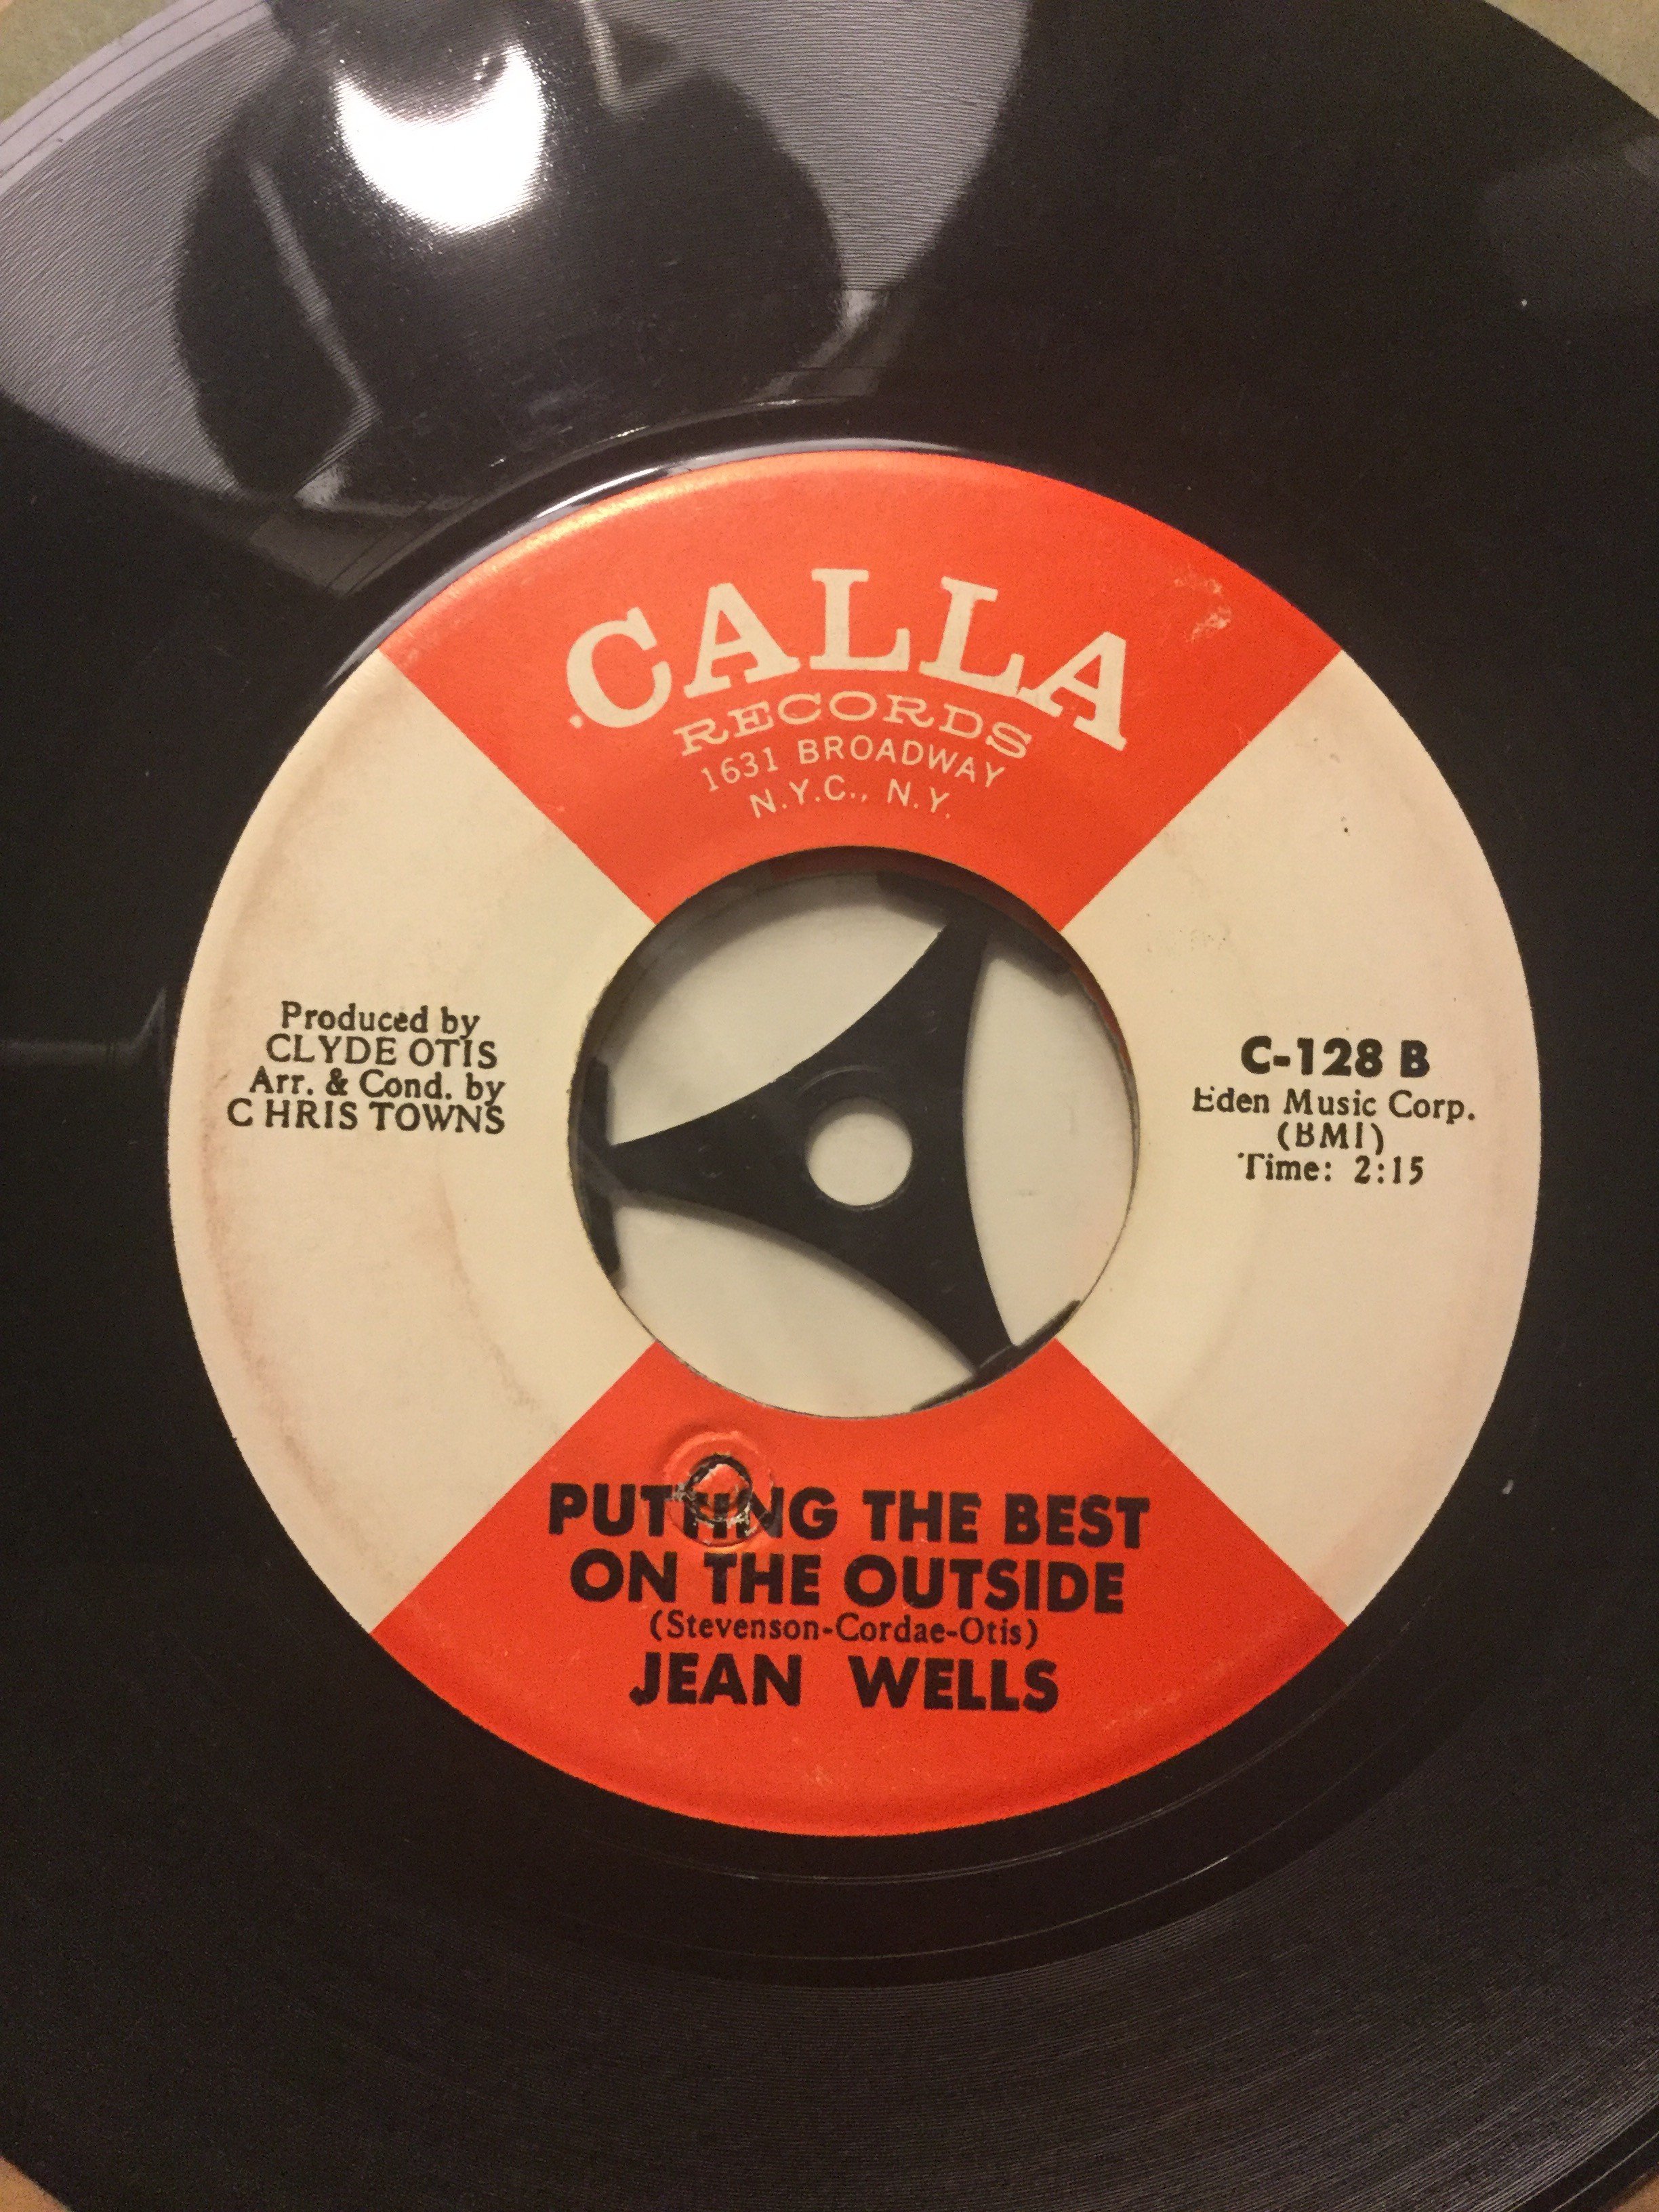 CALLA
RECORDS
1631 BROADWAY
N.Y.C., N.Y.
Produced by
CLYDE OTIS
Arr. & Cond. by
CHRIS TOWNS
C-128 B
Eden Music Corp.
(BMI)
Time: 2:15
PUTTING THE BEST
ON THE OUTSIDE
(Stevenson-Cordae-Otis)
JEAN WELLS